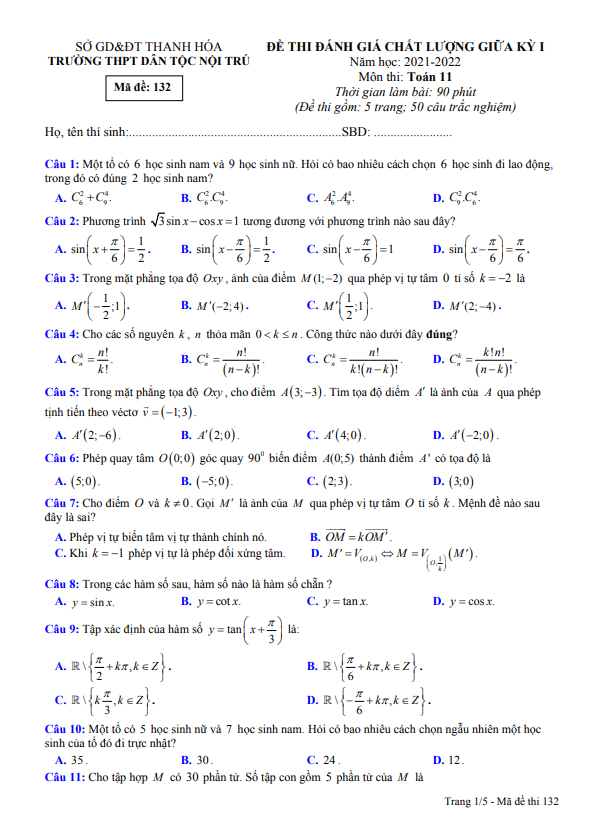 SỞ GD&ĐT THANH HÓA
TRƯỜNG THPT DÂN TỘC NỘI TRÚ
Mã đề: 132
ĐỀ THI ĐÁNH GIÁ CHẤT LƯỢNG GIỮA KỲ I
Năm học: 2021-2022
Môn thi: Toán 11
Thời gian làm bài: 90 phút
(Đề thi gồm: 5 trang; 50 câu trắc nghiệm)
Họ, tên thí sinh:..................................................................SBD: ........................
Câu 1: Một tổ có 6 học sinh nam và 9 học sinh nữ. Hỏi có bao nhiêu cách chọn 6 học sinh đi lao động,
trong đó có đúng 2 học sinh nam?
A. $C_6^2 + C_9^4$. B. $C_6^2.C_9^4$. C. $A_6^2.A_9^4$. D. $C_9^2.C_6^4$.
Câu 2: Phương trình $\sqrt{3}\sin x - \cos x = 1$ tương đương với phương trình nào sau đây?
A. $\sin\left(x+\frac{\pi}{6}\right)=\frac{1}{2}$. B. $\sin\left(x-\frac{\pi}{6}\right)=\frac{1}{2}$. C. $\sin\left(x-\frac{\pi}{6}\right)=1$ D. $\sin\left(x-\frac{\pi}{6}\right)=\frac{\pi}{6}$.
Câu 3: Trong mặt phẳng tọa độ Oxy, ảnh của điểm M(1;−2) qua phép vị tự tâm 0 tỉ số k = −2 là
A. $M'\left(-\frac{1}{2};1\right)$. B. M'(−2;4). C. $M'\left(\frac{1}{2};1\right)$. D. M'(2;−4).
Câu 4: Cho các số nguyên k, n thỏa mãn 0 < k ≤ n. Công thức nào dưới đây đúng?
A. $C_n^k=\frac{n!}{k!}$. B. $C_n^k=\frac{n!}{(n-k)!}$. C. $C_n^k=\frac{n!}{k!(n-k)!}$. D. $C_n^k=\frac{k!n!}{(n-k)!}$
Câu 5: Trong mặt phẳng tọa độ Oxy, cho điểm A(3;−3). Tìm tọa độ diểm A' là ảnh của A qua phép
tịnh tiến theo véctơ $\vec{v}=(-1;3)$.
A. A'(2;−6). B. A'(2;0). C. A'(4;0). D. A'(−2;0).
Câu 6: Phép quay tâm O(0;0) góc quay 90⁰ biến điểm A(0;5) thành điểm A' có tọa độ là
A. (5;0). B. (−5;0). C. (2;3). D. (3;0)
Câu 7: Cho điểm O và k ≠ 0. Gọi M' là ảnh của M qua phép vị tự tâm O tỉ số k. Mệnh đề nào sau
đây là sai?
A. Phép vị tự biến tâm vị tự thành chính nó. B. $\overrightarrow{OM}=k\overrightarrow{OM'}$.
C. Khi k = −1 phép vị tự là phép đối xứng tâm. D. $M'=V_{(O,k)} \Leftrightarrow M=V_{\left(O,\frac{1}{k}\right)}(M')$.
Câu 8: Trong các hàm số sau, hàm số nào là hàm số chẵn ?
A. y = sin x. B. y = cot x. C. y = tan x. D. y = cos x.
Câu 9: Tập xác định của hàm số $y=\tan\left(x+\frac{\pi}{3}\right)$ là:
A. $\mathbb{R}\setminus\left\{\frac{\pi}{2}+k\pi,k\in Z\right\}$. B. $\mathbb{R}\setminus\left\{\frac{\pi}{6}+k\pi,k\in Z\right\}$.
C. $\mathbb{R}\setminus\left\{k\frac{\pi}{3},k\in Z\right\}$. D. $\mathbb{R}\setminus\left\{-\frac{\pi}{6}+k\pi,k\in Z\right\}$.
Câu 10: Một tổ có 5 học sinh nữ và 7 học sinh nam. Hỏi có bao nhiêu cách chọn ngẫu nhiên một học
sinh của tổ đó đi trực nhật?
A. 35. B. 30. C. 24. D. 12.
Câu 11: Cho tập hợp M có 30 phần tử. Số tập con gồm 5 phần tử của M là
Trang 1/5 - Mã đề thi 132